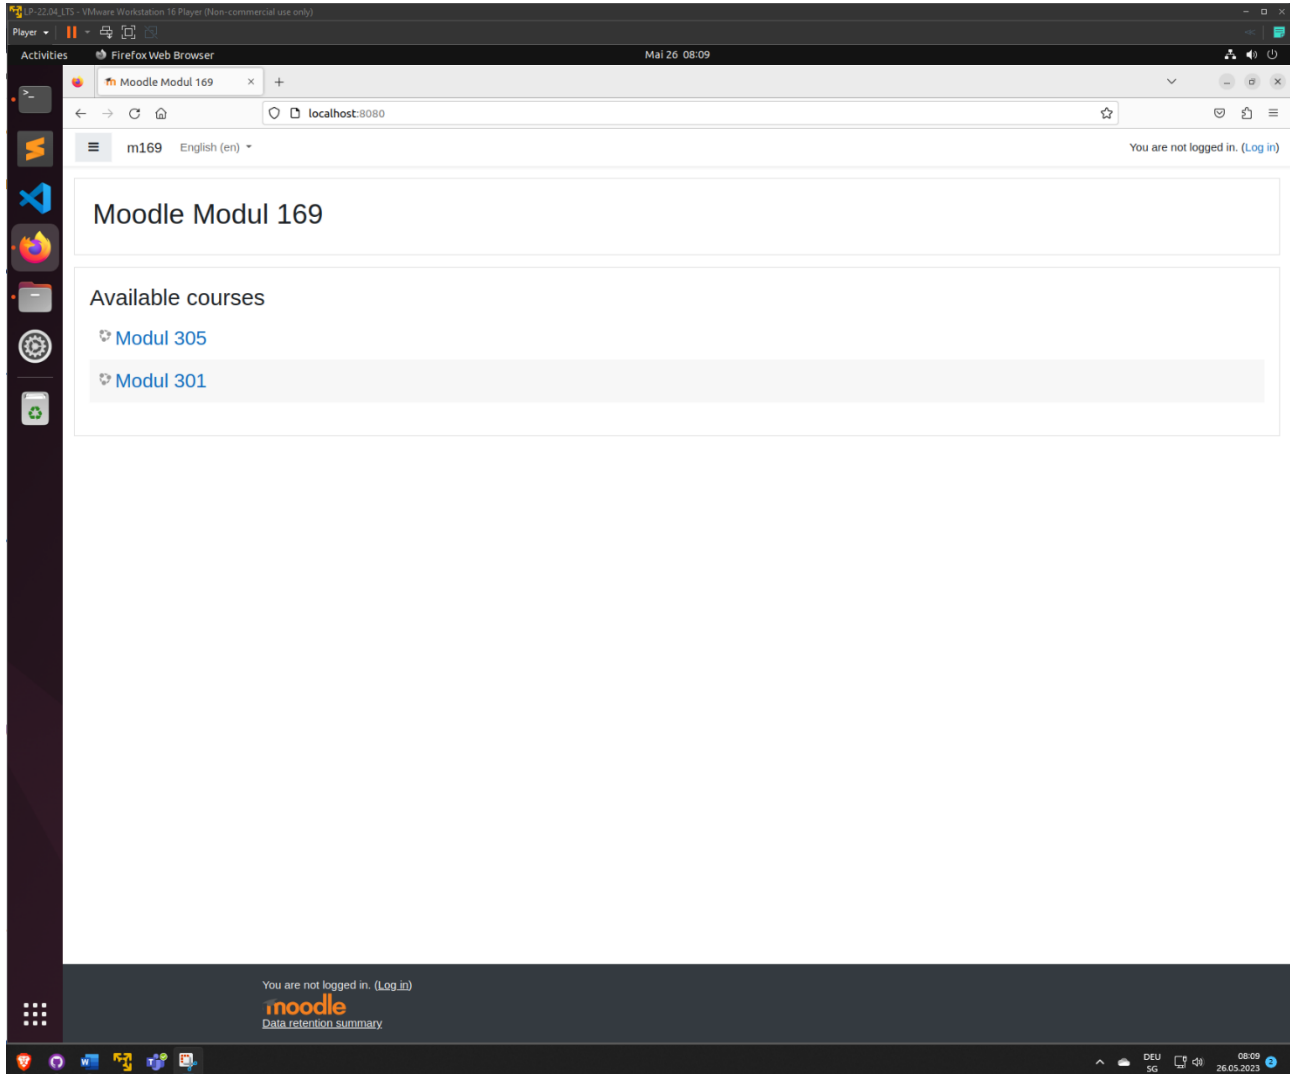 LP-22.04_LTS - VMware Workstation 16 Player (Non-commercial use only)
Player
Activities Firefox Web Browser Mai 26 08:09
Moodle Modul 169
localhost:8080
m169 English (en) You are not logged in. (Log in)
Moodle Modul 169
Available courses
Modul 305
Modul 301
You are not logged in. (Log in)
moodle
Data retention summary
DEU 08:09
SG 26.05.2023 2